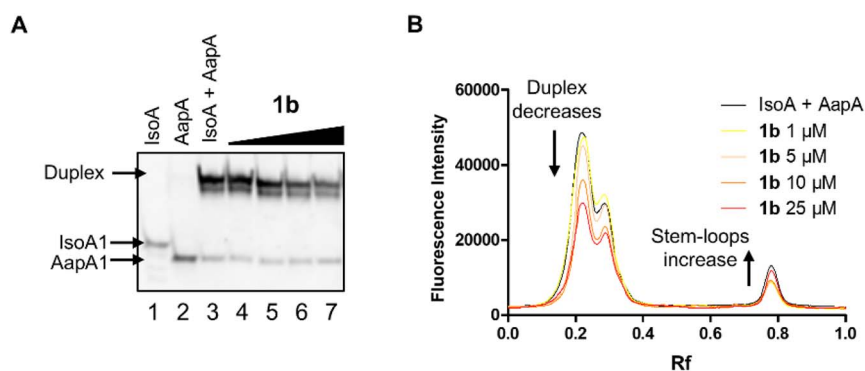 A
IsoA
AapA
IsoA + AapA
1b
Duplex
IsoA1
AapA1
1 2 3 4 5 6 7
B
Duplex
decreases
IsoA + AapA
1b 1 µM
1b 5 µM
1b 10 µM
1b 25 µM
Stem-loops
increase
Fluorescence Intensity
60000
40000
20000
0
0.0 0.2 0.4 0.6 0.8 1.0
Rf